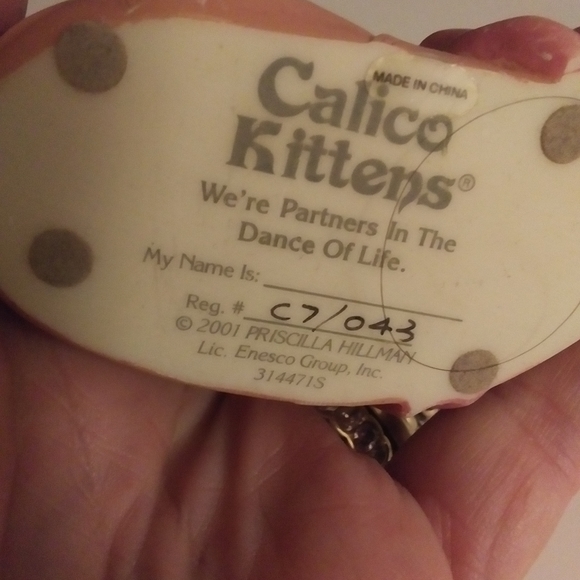 MADE IN CHINA
Calico
Kittens®
We're Partners In The
Dance Of Life.
My Name Is:
Reg. # C7/043
© 2001 PRISCILLA HILLMAN
Lic. Enesco Group, Inc.
314471S